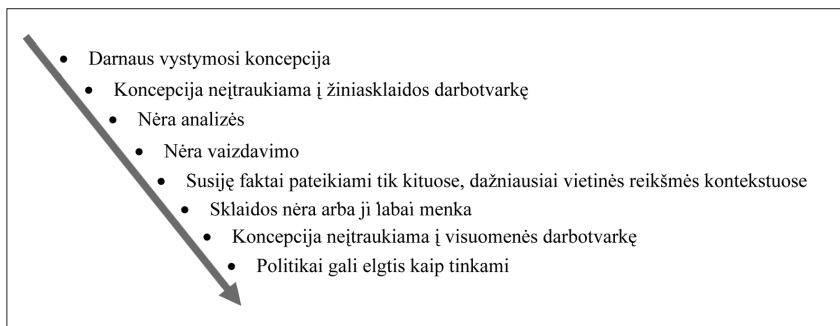 • Darnaus vystymosi koncepcija
• Koncepcija neįtraukiama į žiniasklaidos darbotvarkę
• Nėra analizės
• Nėra vaizdavimo
• Susiję faktai pateikiami tik kituose, dažniausiai vietinės reikšmės kontekstuose
• Sklaidos nėra arba ji labai menka
• Koncepcija neįtraukiama į visuomenės darbotvarkę
• Politikai gali elgtis kaip tinkami